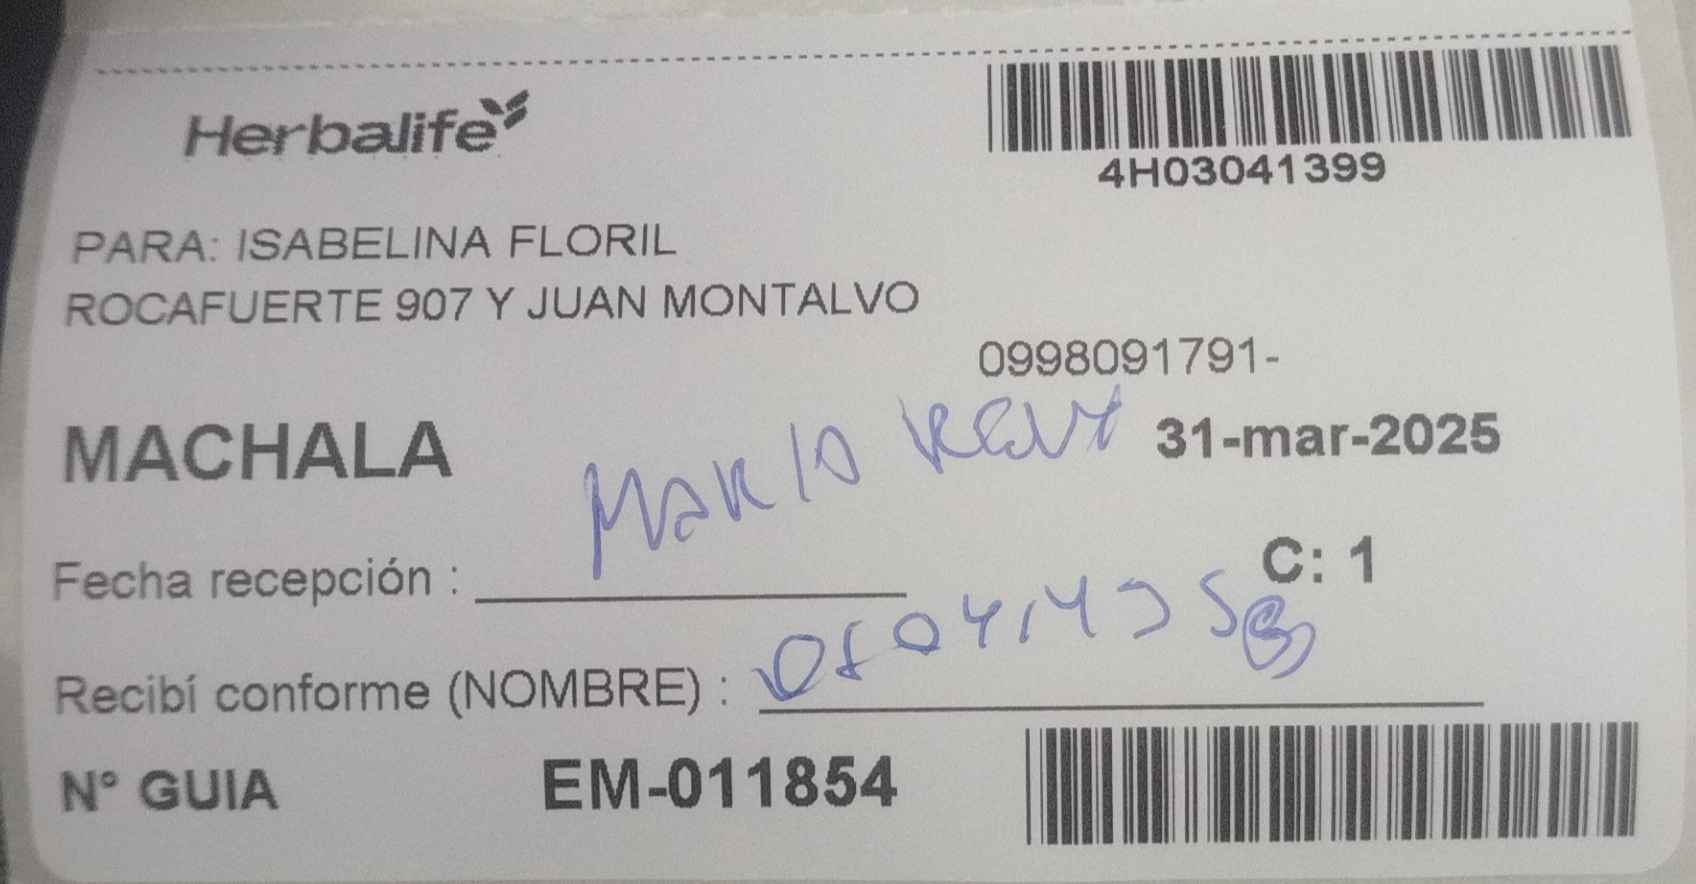 Herbalife
4H03041399
PARA: ISABELINA FLORIL
ROCAFUERTE 907 Y JUAN MONTALVO
0998091791-
MACHALA
31-mar-2025
MARIO
Fecha recepción :
C: 1
Recibí conforme (NOMBRE) :
N° GUIA EM-011854